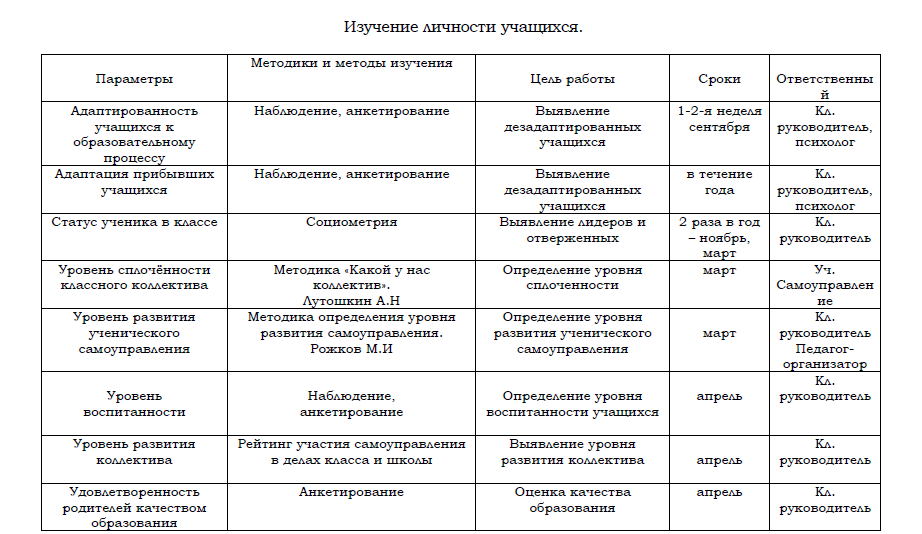 Изучение личности учащихся.
Параметры
Методики и методы изучения
Цель работы
Сроки
Ответственны
й
Адаптированность
учащихся к
образовательному
процессу
Наблюдение, анкетирование
Выявление
дезадаптированных
учащихся
1-2-я неделя
сентября
Кл.
руководитель,
психолог
Адаптация прибывших
учащихся
Наблюдение, анкетирование
Выявление
дезадаптированных
учащихся
в течение
года
Кл.
руководитель,
психолог
Статус ученика в классе
Социометрия
Выявление лидеров и
отверженных
2 раза в год
– ноябрь,
март
Кл.
руководитель
Уровень сплочённости
классного коллектива
Методика «Какой у нас
коллектив».
Лутошкин А.Н
Определение уровня
сплоченности
март
Уч.
Самоуправлен
ие
Уровень развития
ученического
самоуправления
Методика определения уровня
развития самоуправления.
Рожков М.И
Определение уровня
развития ученического
самоуправления
март
Кл.
руководитель
Педагог-
организатор
Уровень
воспитанности
Наблюдение,
анкетирование
Определение уровня
воспитанности учащихся
апрель
Кл.
руководитель
Уровень развития
коллектива
Рейтинг участия самоуправления
в делах класса и школы
Выявление уровня
развития коллектива
апрель
Кл.
руководитель
Удовлетворенность
родителей качеством
образования
Анкетирование
Оценка качества
образования
апрель
Кл.
руководитель